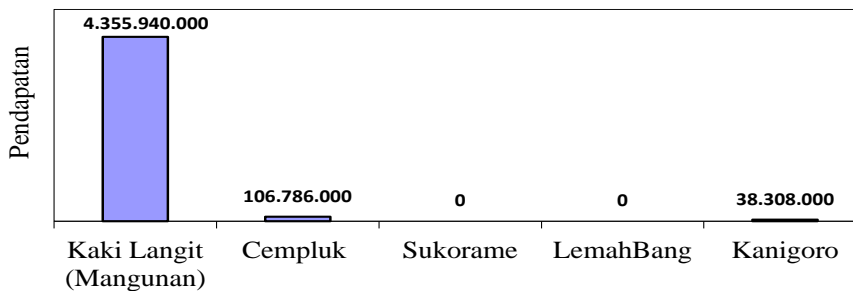 4.355.940.000
Pendapatan
106.786.000
0
0
38.308.000
Kaki Langit
(Mangunan)
Cempluk
Sukorame
LemahBang
Kanigoro